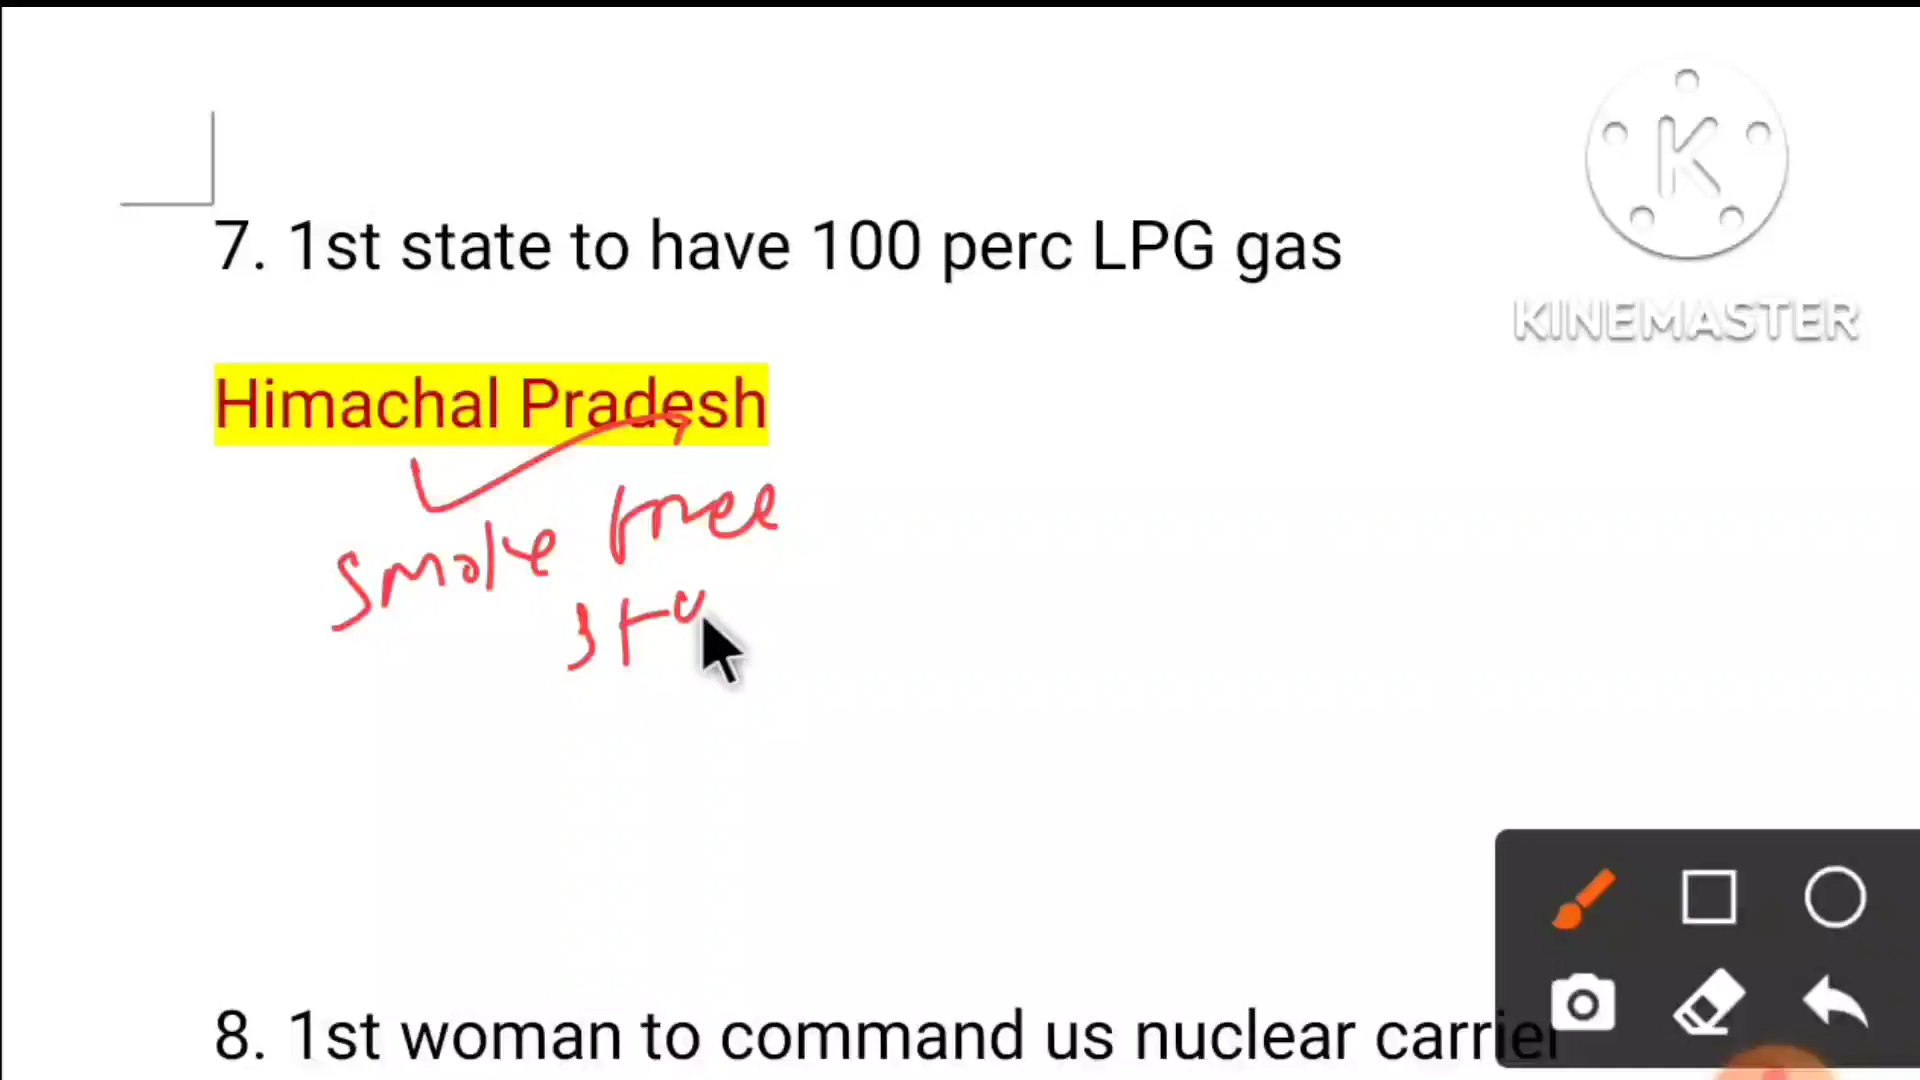 7. 1st state to have 100 perc LPG gas
KINEMASTER
Himachal Pradesh
smoke free
sta
8. 1st woman to command us nuclear carrier